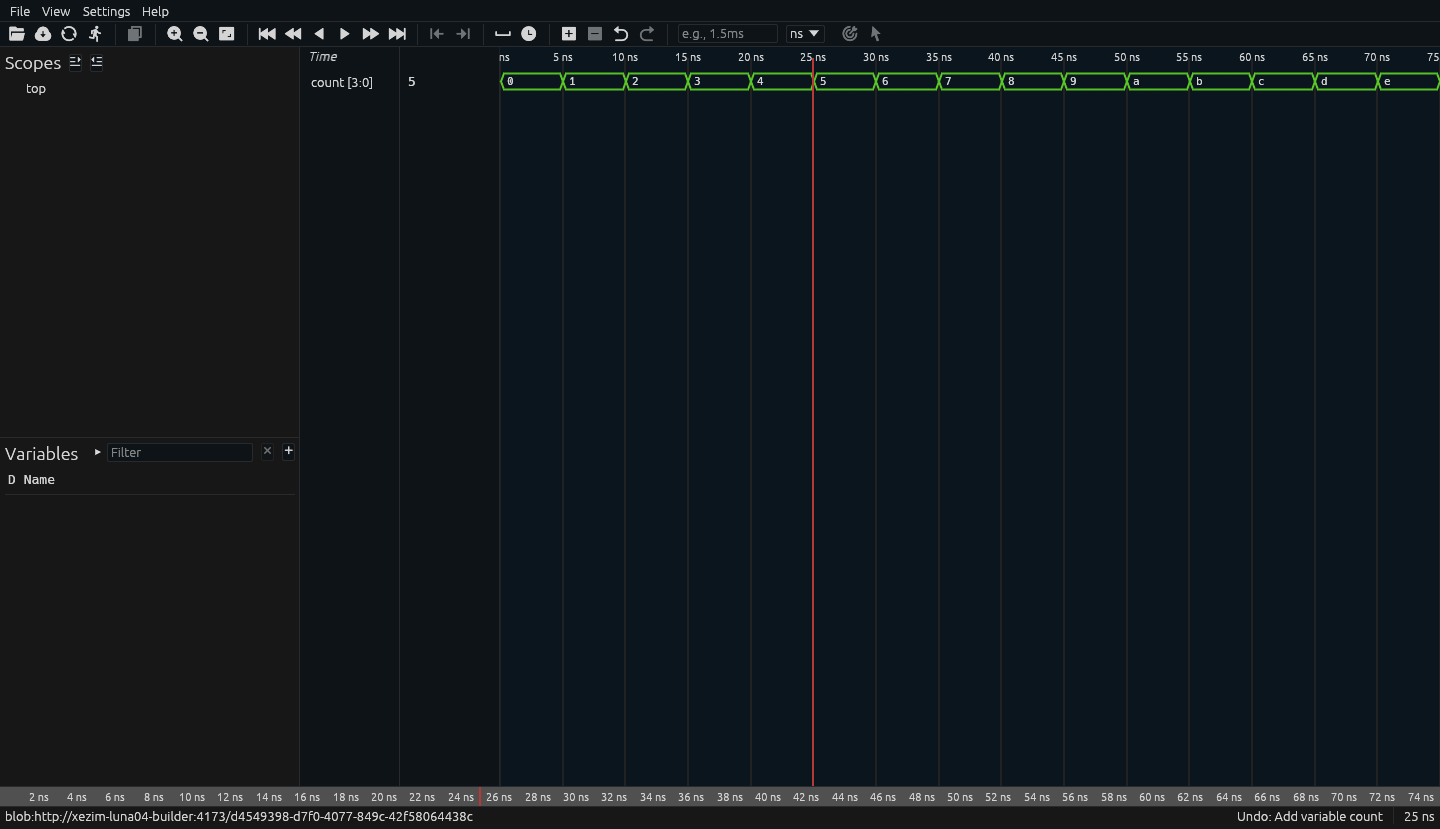 File View Settings Help
e.g., 1.5ms ns
Scopes
top
Time
ns 5 ns 10 ns 15 ns 20 ns 25 ns 30 ns 35 ns 40 ns 45 ns 50 ns 55 ns 60 ns 65 ns 70 ns 75
count [3:0] 5 0 1 2 3 4 5 6 7 8 9 a b c d e
Variables Filter
D Name
2 ns 4 ns 6 ns 8 ns 10 ns 12 ns 14 ns 16 ns 18 ns 20 ns 22 ns 24 ns 26 ns 28 ns 30 ns 32 ns 34 ns 36 ns 38 ns 40 ns 42 ns 44 ns 46 ns 48 ns 50 ns 52 ns 54 ns 56 ns 58 ns 60 ns 62 ns 64 ns 66 ns 68 ns 70 ns 72 ns 74 ns
blob:http://xezim-luna04-builder:4173/d4549398-d7f0-4077-849c-42f58064438c Undo: Add variable count 25 ns